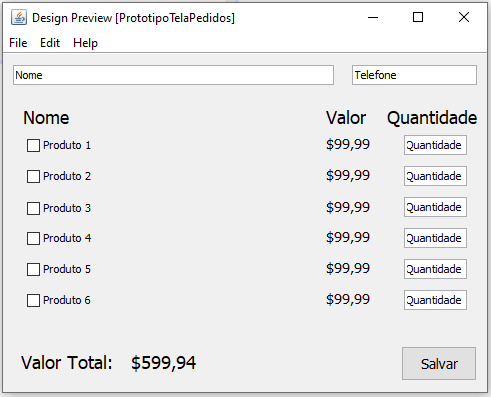 Design Preview [PrototipoTelaPedidos]
File Edit Help
Nome Telefone
Nome Valor Quantidade
Produto 1 $99,99 Quantidade
Produto 2 $99,99 Quantidade
Produto 3 $99,99 Quantidade
Produto 4 $99,99 Quantidade
Produto 5 $99,99 Quantidade
Produto 6 $99,99 Quantidade
Valor Total: $599,94 Salvar